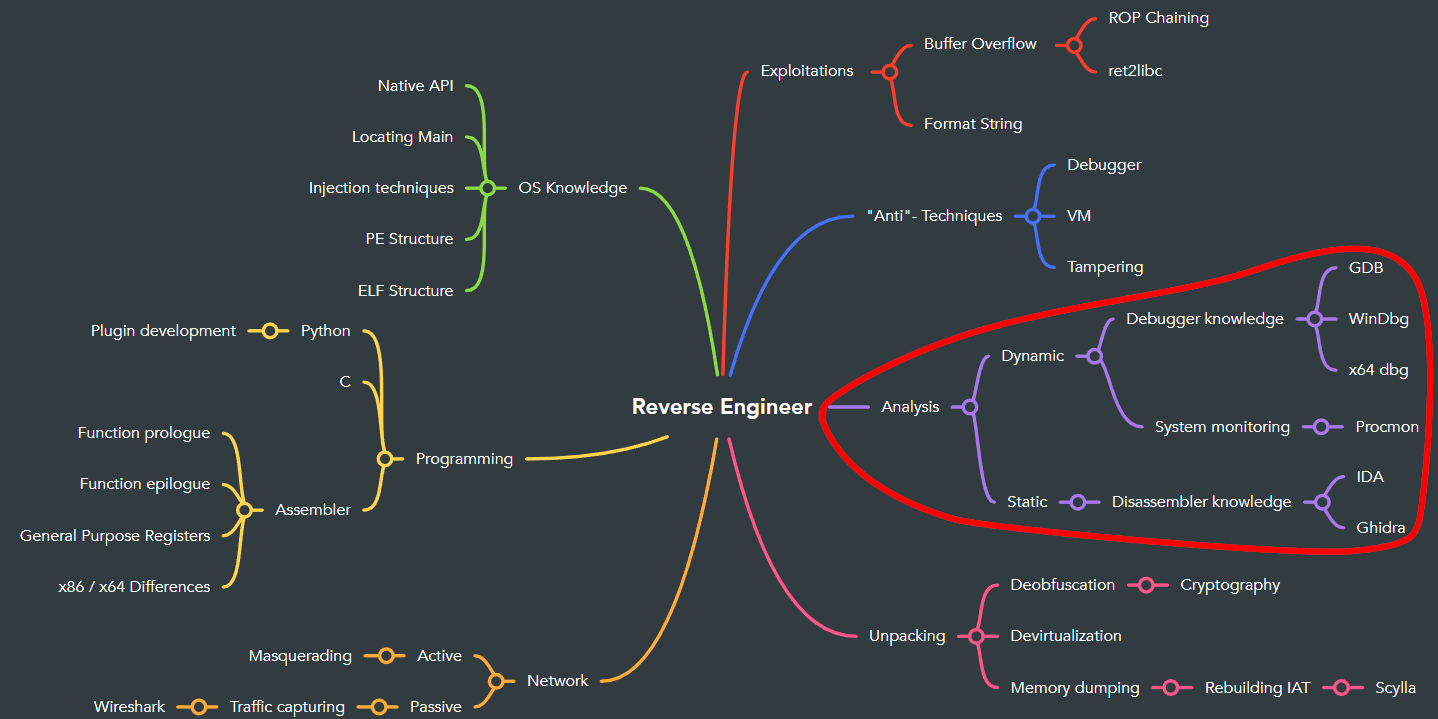 Reverse Engineer
Exploitations
Buffer Overflow
ROP Chaining
ret2libc
Format String
"Anti"- Techniques
Debugger
VM
Tampering
Analysis
Dynamic
Debugger knowledge
GDB
WinDbg
x64 dbg
System monitoring
Procmon
Static
Disassembler knowledge
IDA
Ghidra
Unpacking
Deobfuscation
Cryptography
Devirtualization
Memory dumping
Rebuilding IAT
Scylla
OS Knowledge
Native API
Locating Main
Injection techniques
PE Structure
ELF Structure
Programming
Python
Plugin development
C
Assembler
Function prologue
Function epilogue
General Purpose Registers
x86 / x64 Differences
Network
Active
Masquerading
Passive
Traffic capturing
Wireshark